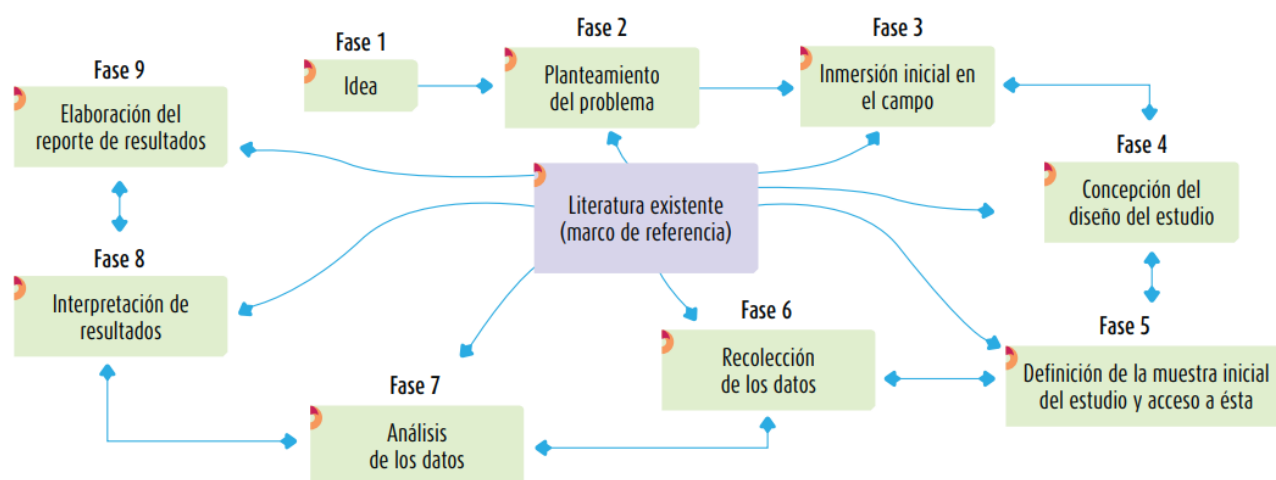 Fase 1
Idea
Fase 2
Planteamiento
del problema
Fase 3
Inmersión inicial en
el campo
Fase 4
Concepción del
diseño del estudio
Fase 5
Definición de la muestra inicial
del estudio y acceso a ésta
Fase 6
Recolección
de los datos
Fase 7
Análisis
de los datos
Fase 8
Interpretación de
resultados
Fase 9
Elaboración del
reporte de resultados
Literatura existente
(marco de referencia)